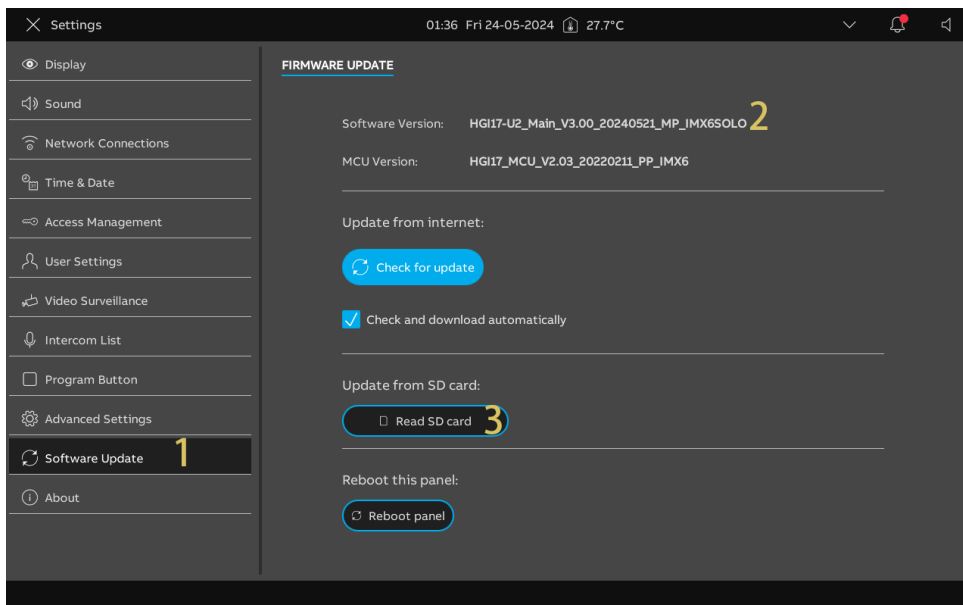 Settings
01:36 Fri 24-05-2024 27.7°C
Display
Sound
Network Connections
Time & Date
Access Management
User Settings
Video Surveillance
Intercom List
Program Button
Advanced Settings
Software Update 1
About
FIRMWARE UPDATE
Software Version: HGI17-U2_Main_V3.00_20240521_MP_IMX6SOLO 2
MCU Version: HGI17_MCU_V2.03_20220211_PP_IMX6
Update from internet:
Check for update
Check and download automatically
Update from SD card:
Read SD card 3
Reboot this panel:
Reboot panel